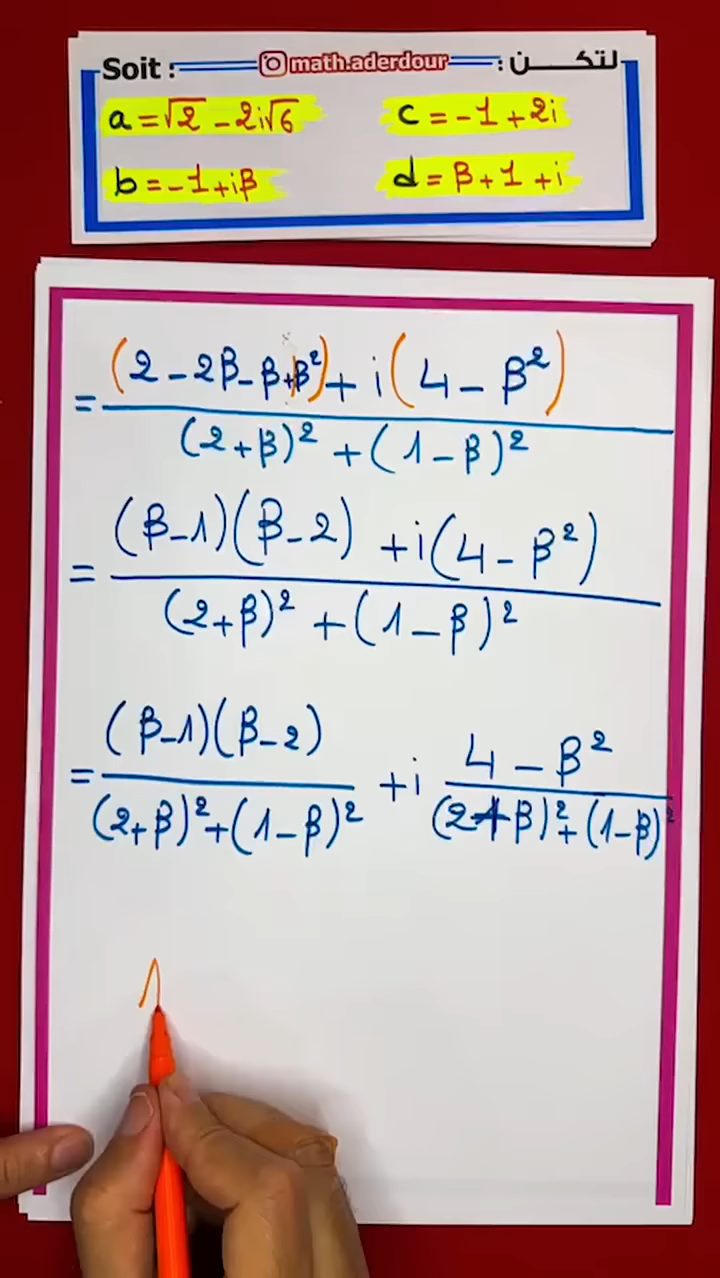 Soit : math.aderdour لتكن :
a = √2 - 2i√6 c = -1 + 2i
b = -1 + iβ d = β + 1 + i
= ((2 - 2β - β + β²) + i(4 - β²)) / ((2 + β)² + (1 - β)²)
= ((β - 1)(β - 2) + i(4 - β²)) / ((2 + β)² + (1 - β)²)
= ((β - 1)(β - 2)) / ((2 + β)² + (1 - β)²) + i (4 - β²) / ((2 + β)² + (1 - β)²)